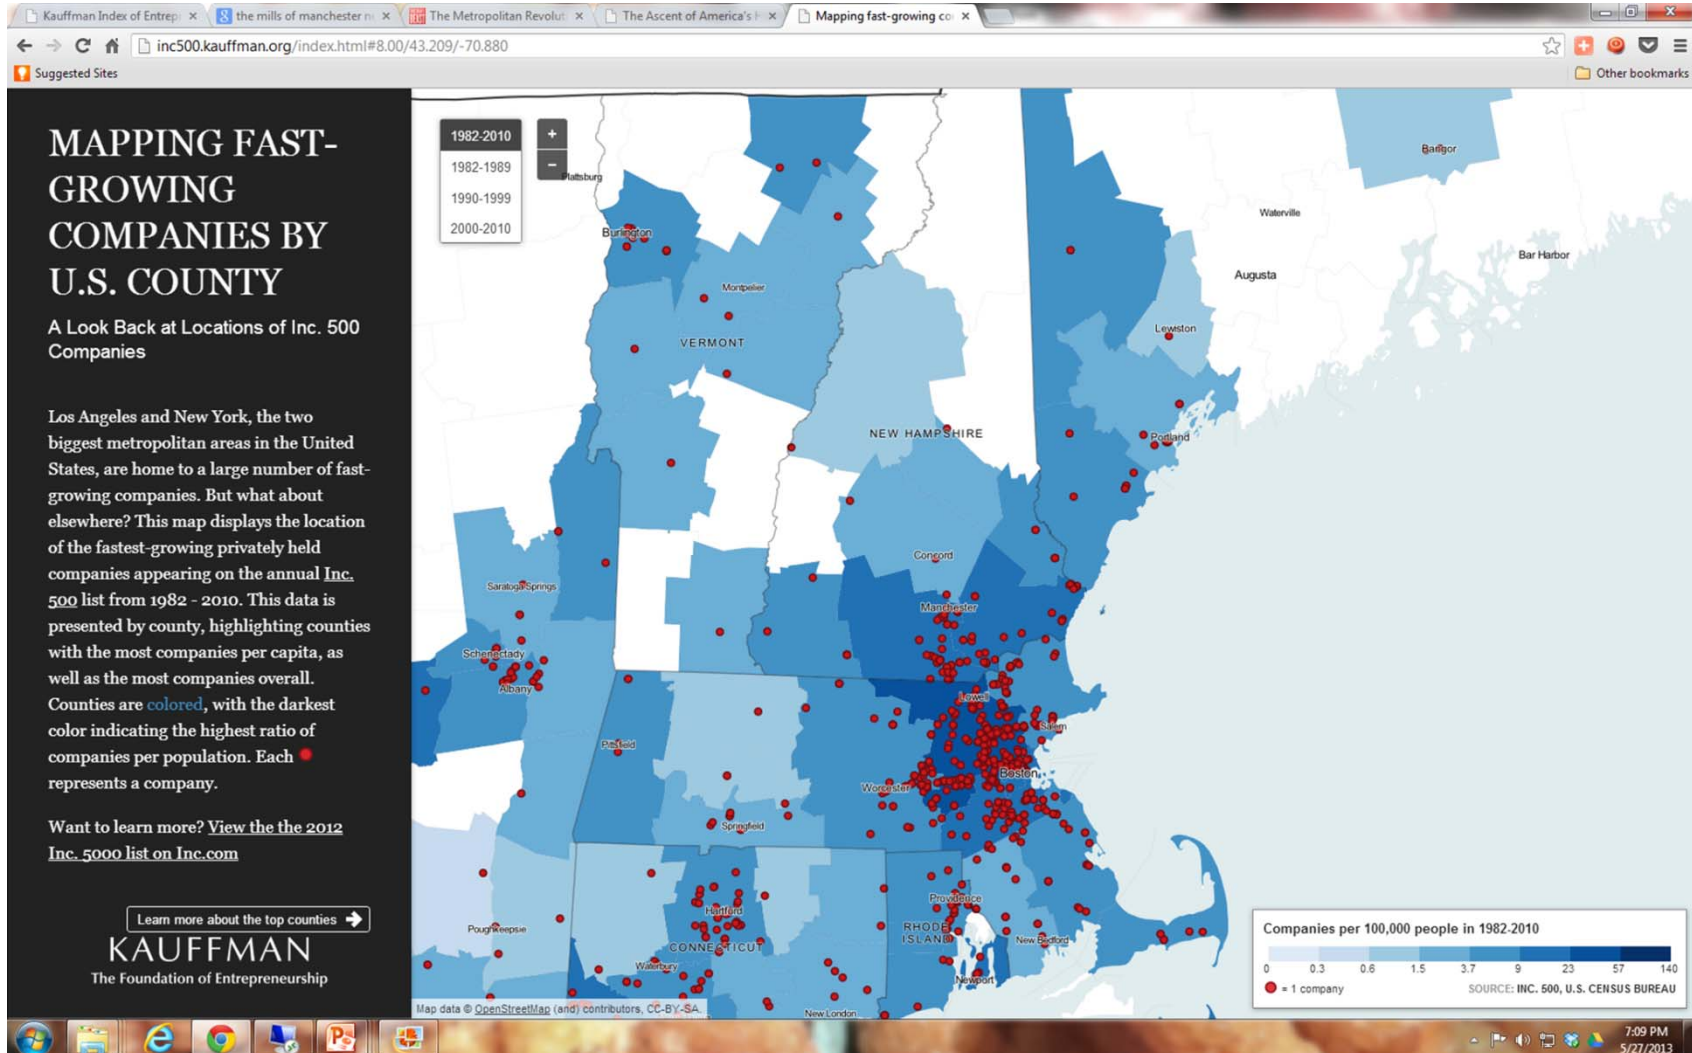 Kauffman Index of Entrep
the mills of manchester n
The Metropolitan Revoluti
The Ascent of America's H
Mapping fast-growing co
inc500.kauffman.org/index.html#8.00/43.209/-70.880
Suggested Sites
Other bookmarks
MAPPING FAST-
GROWING
COMPANIES BY
U.S. COUNTY
A Look Back at Locations of Inc. 500
Companies
Los Angeles and New York, the two
biggest metropolitan areas in the United
States, are home to a large number of fast-
growing companies. But what about
elsewhere? This map displays the location
of the fastest-growing privately held
companies appearing on the annual Inc.
500 list from 1982 - 2010. This data is
presented by county, highlighting counties
with the most companies per capita, as
well as the most companies overall.
Counties are colored, with the darkest
color indicating the highest ratio of
companies per population. Each
represents a company.
Want to learn more? View the the 2012
Inc. 5000 list on Inc.com
Learn more about the top counties
KAUFFMAN
The Foundation of Entrepreneurship
1982-2010
1982-1989
1990-1999
2000-2010
+
−
Plattsburg
Bangor
Waterville
Burlington
Bar Harbor
Augusta
Montpelier
Lewiston
VERMONT
NEW HAMPSHIRE
Portland
Concord
Saratoga Springs
Manchester
Schenectady
Albany
Lowell
Salem
Pittsfield
Boston
Worcester
Springfield
Providence
Hartford
Poughkeepsie
RHODE
ISLAND
New Bedford
CONNECTICUT
Waterbury
Newport
New London
Map data © OpenStreetMap (and) contributors, CC-BY-SA
Companies per 100,000 people in 1982-2010
0 0.3 0.6 1.5 3.7 9 23 57 140
= 1 company
SOURCE: INC. 500, U.S. CENSUS BUREAU
7:09 PM
5/27/2013